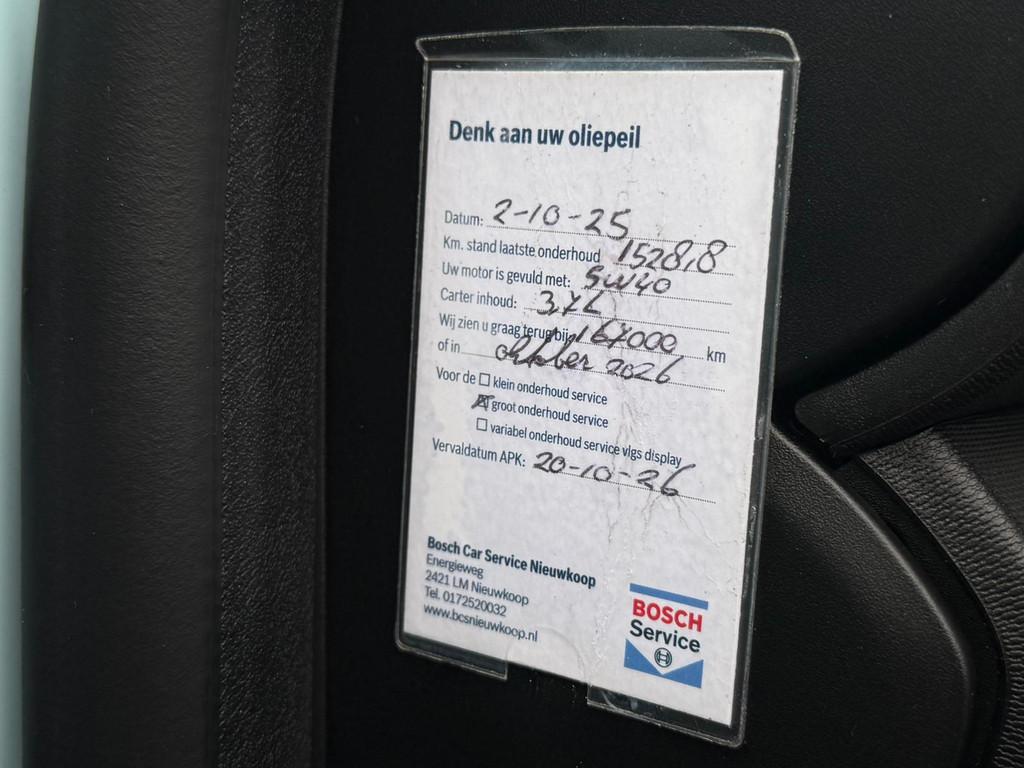 Denk aan uw oliepeil
Datum: 2-10-25
Km. stand laatste onderhoud 152818
Uw motor is gevuld met: 5W40
Carter inhoud: 3,7L
Wij zien u graag terug bij 167000 km
of in oktober 2026
Voor de ☐ klein onderhoud service
☒ groot onderhoud service
☐ variabel onderhoud service vlgs display
Vervaldatum APK: 20-10-26
Bosch Car Service Nieuwkoop
Energieweg
2421 LM Nieuwkoop
Tel. 0172520032
www.bcsnieuwkoop.nl
BOSCH
Service